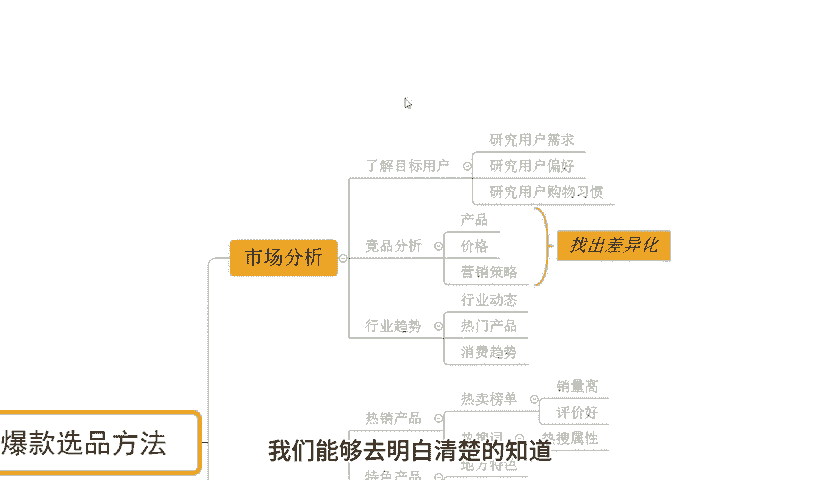 研究用户需求
了解目标用户
研究用户偏好
研究用户购物习惯
产品
竟品分析
价格
找出差异化
市场分析
营销策略
行业动态
行业趋势
热门产品
消费趋势
销量高
热卖榜单
评价好
热销产品
热搜词
热搜属性
爆款选品方法
我们能够去明白清楚的知道
地方特色
特色产品